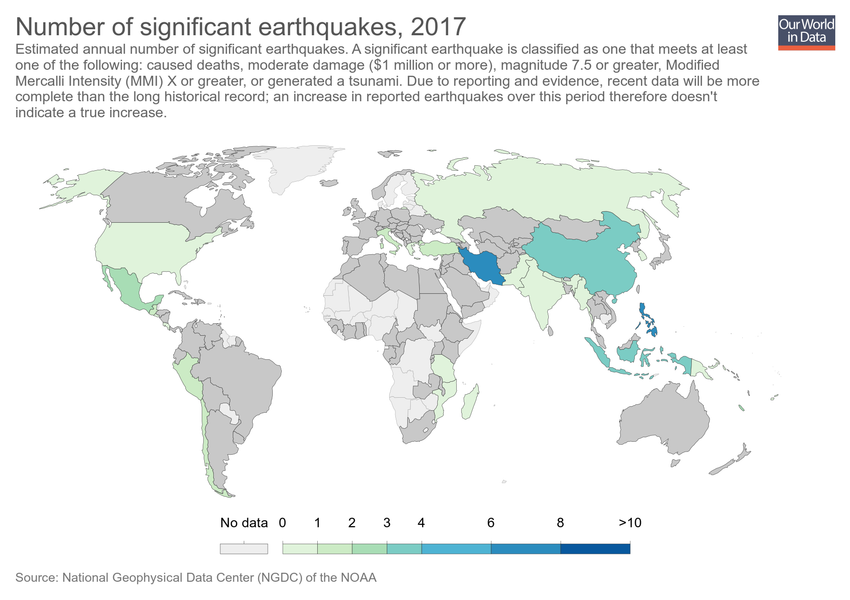 Number of significant earthquakes, 2017
Our World
in Data
Estimated annual number of significant earthquakes. A significant earthquake is classified as one that meets at least
one of the following: caused deaths, moderate damage ($1 million or more), magnitude 7.5 or greater, Modified
Mercalli Intensity (MMI) X or greater, or generated a tsunami. Due to reporting and evidence, recent data will be more
complete than the long historical record; an increase in reported earthquakes over this period therefore doesn't
indicate a true increase.
No data 0 1 2 3 4 6 8 >10
Source: National Geophysical Data Center (NGDC) of the NOAA